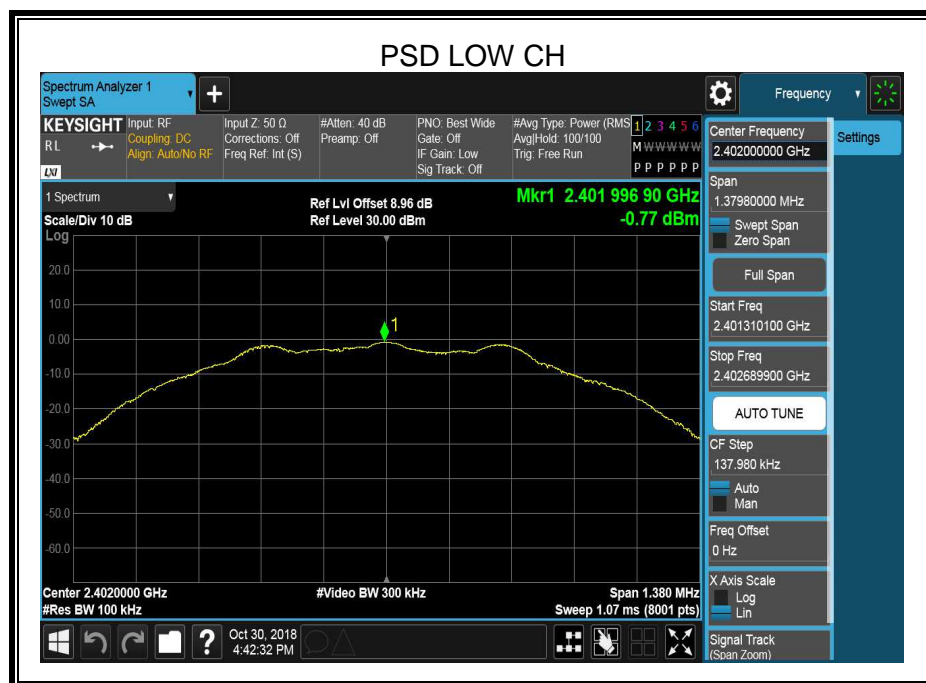 PSD LOW CH
Spectrum Analyzer 1
Swept SA
Frequency
KEYSIGHT
R L
LXI
Input: RF
Coupling: DC
Align: Auto/No RF
Input Z: 50 Ω
Corrections: Off
Freq Ref: Int (S)
#Atten: 40 dB
Preamp: Off
PNO: Best Wide
Gate: Off
IF Gain: Low
Sig Track: Off
#Avg Type: Power (RMS
Avg|Hold: 100/100
Trig: Free Run
1 2 3 4 5 6
M W W W W W
P P P P P P
Center Frequency
2.402000000 GHz
Settings
1 Spectrum
Scale/Div 10 dB
Log
Ref Lvl Offset 8.96 dB
Ref Level 30.00 dBm
Mkr1 2.401 996 90 GHz
-0.77 dBm
Span
1.37980000 MHz
Swept Span
Zero Span
Full Span
Start Freq
2.401310100 GHz
Stop Freq
2.402689900 GHz
AUTO TUNE
CF Step
137.980 kHz
Auto
Man
Freq Offset
0 Hz
X Axis Scale
Log
Lin
Signal Track
(Span Zoom)
20.0
10.0
0.00
-10.0
-20.0
-30.0
-40.0
-50.0
-60.0
1
Center 2.4020000 GHz
#Res BW 100 kHz
#Video BW 300 kHz
Span 1.380 MHz
Sweep 1.07 ms (8001 pts)
?
Oct 30, 2018
4:42:32 PM